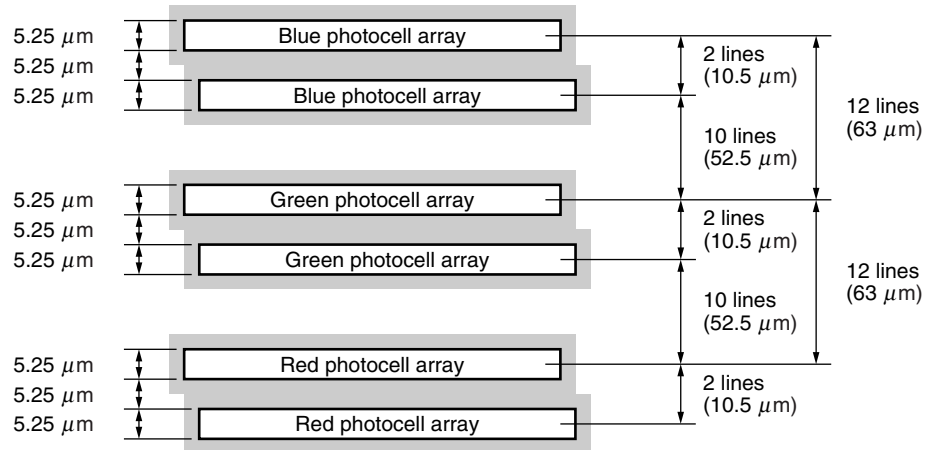 5.25 μm
Blue photocell array
5.25 μm
5.25 μm
Blue photocell array
2 lines
(10.5 μm)
12 lines
(63 μm)
10 lines
(52.5 μm)
5.25 μm
Green photocell array
5.25 μm
5.25 μm
Green photocell array
2 lines
(10.5 μm)
12 lines
(63 μm)
10 lines
(52.5 μm)
5.25 μm
Red photocell array
5.25 μm
5.25 μm
Red photocell array
2 lines
(10.5 μm)